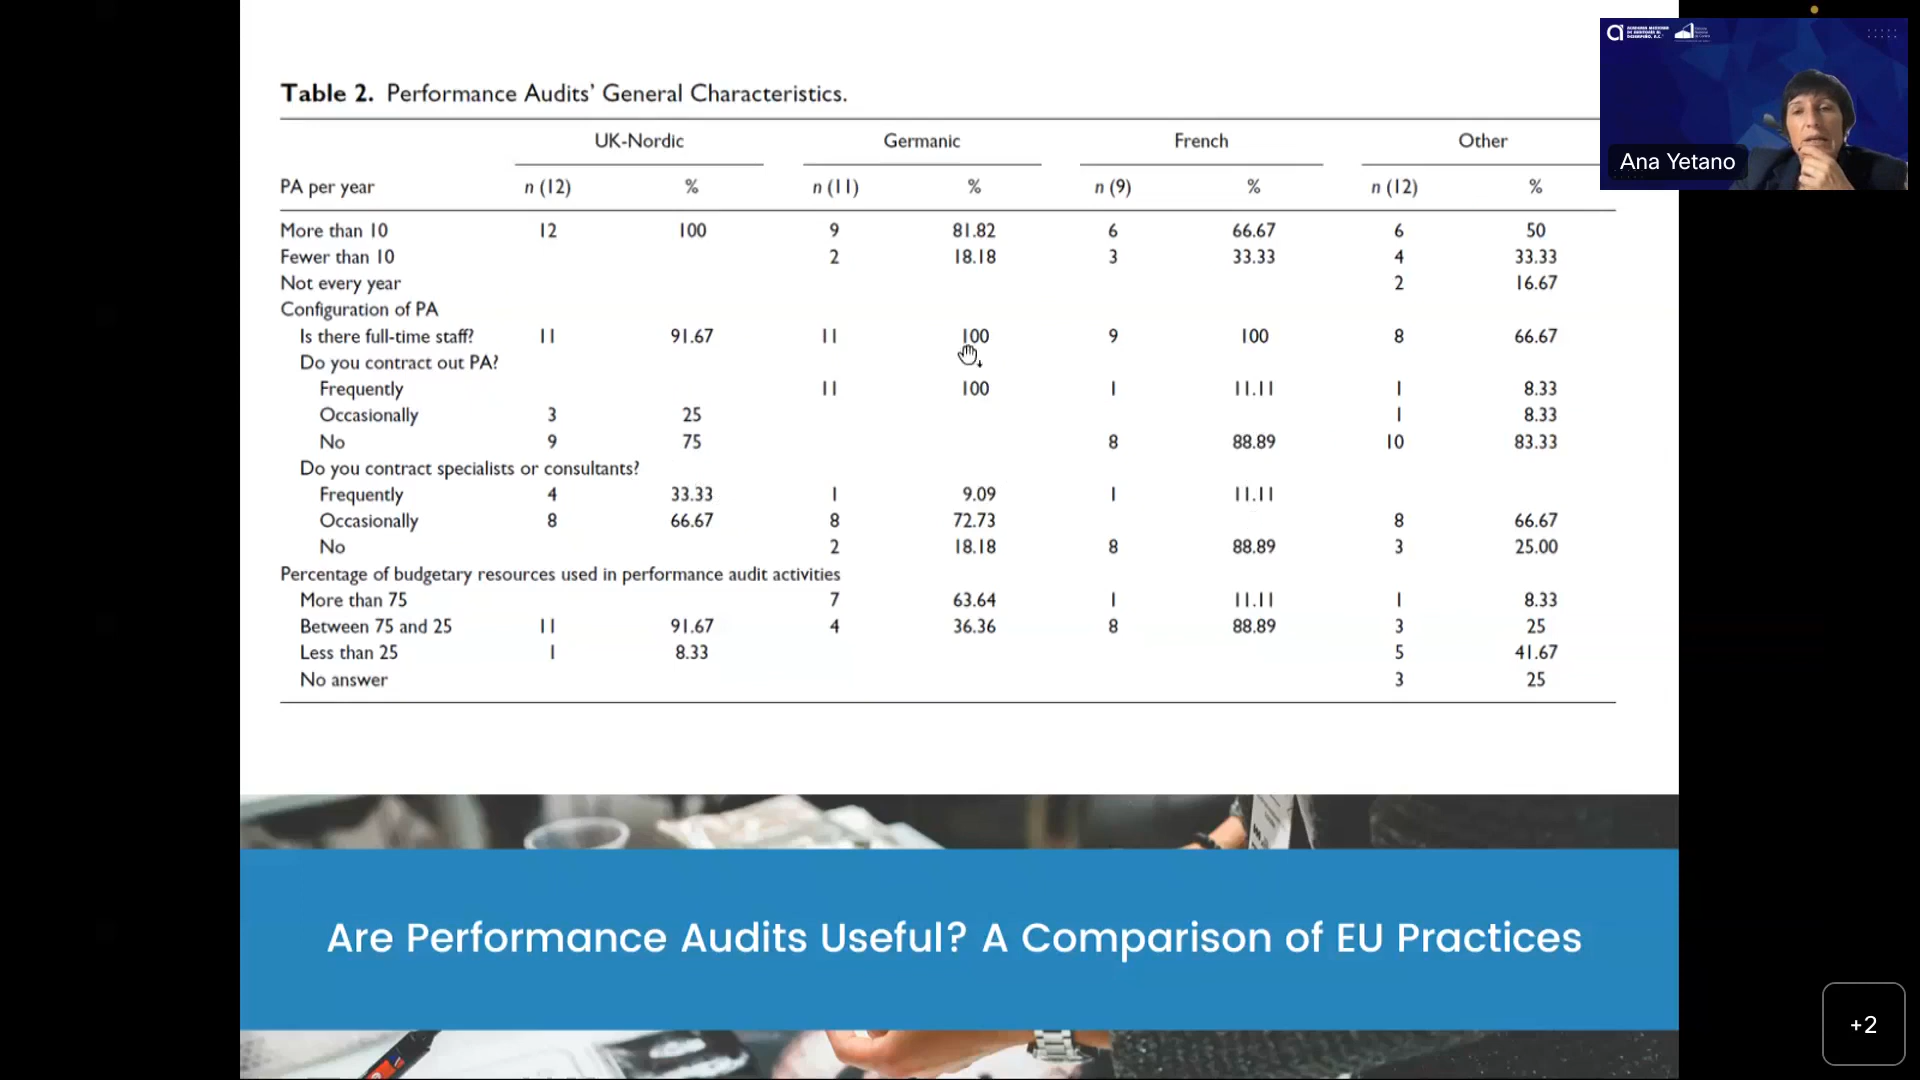 Table 2. Performance Audits' General Characteristics.
UK-Nordic Germanic French Other
PA per year n (12) % n (11) % n (9) % n (12) %
More than 10 12 100 9 81.82 6 66.67 6 50
Fewer than 10 2 18.18 3 33.33 4 33.33
Not every year 2 16.67
Configuration of PA
Is there full-time staff? 11 91.67 11 100 9 100 8 66.67
Do you contract out PA?
Frequently 11 100 1 11.11 1 8.33
Occasionally 3 25 1 8.33
No 9 75 8 88.89 10 83.33
Do you contract specialists or consultants?
Frequently 4 33.33 1 9.09 1 11.11
Occasionally 8 66.67 8 72.73 8 66.67
No 2 18.18 8 88.89 3 25.00
Percentage of budgetary resources used in performance audit activities
More than 75 7 63.64 1 11.11 1 8.33
Between 75 and 25 11 91.67 4 36.36 8 88.89 3 25
Less than 25 1 8.33 5 41.67
No answer 3 25
Are Performance Audits Useful? A Comparison of EU Practices
Ana Yetano
+2